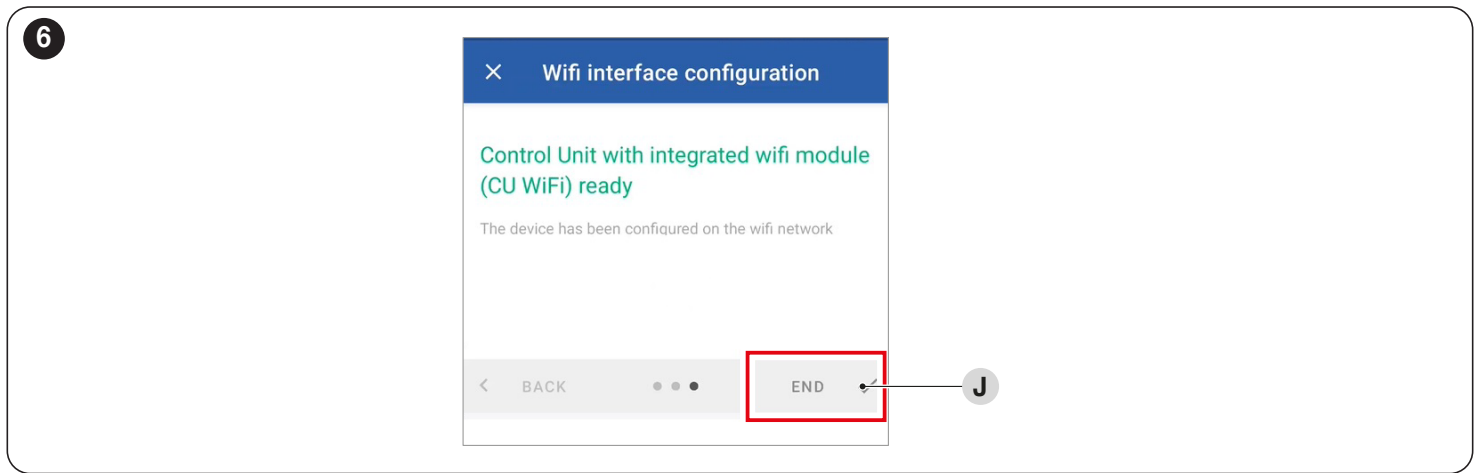 6
Wifi interface configuration
Control Unit with integrated wifi module
(CU WiFi) ready
The device has been configured on the wifi network
BACK
END
J